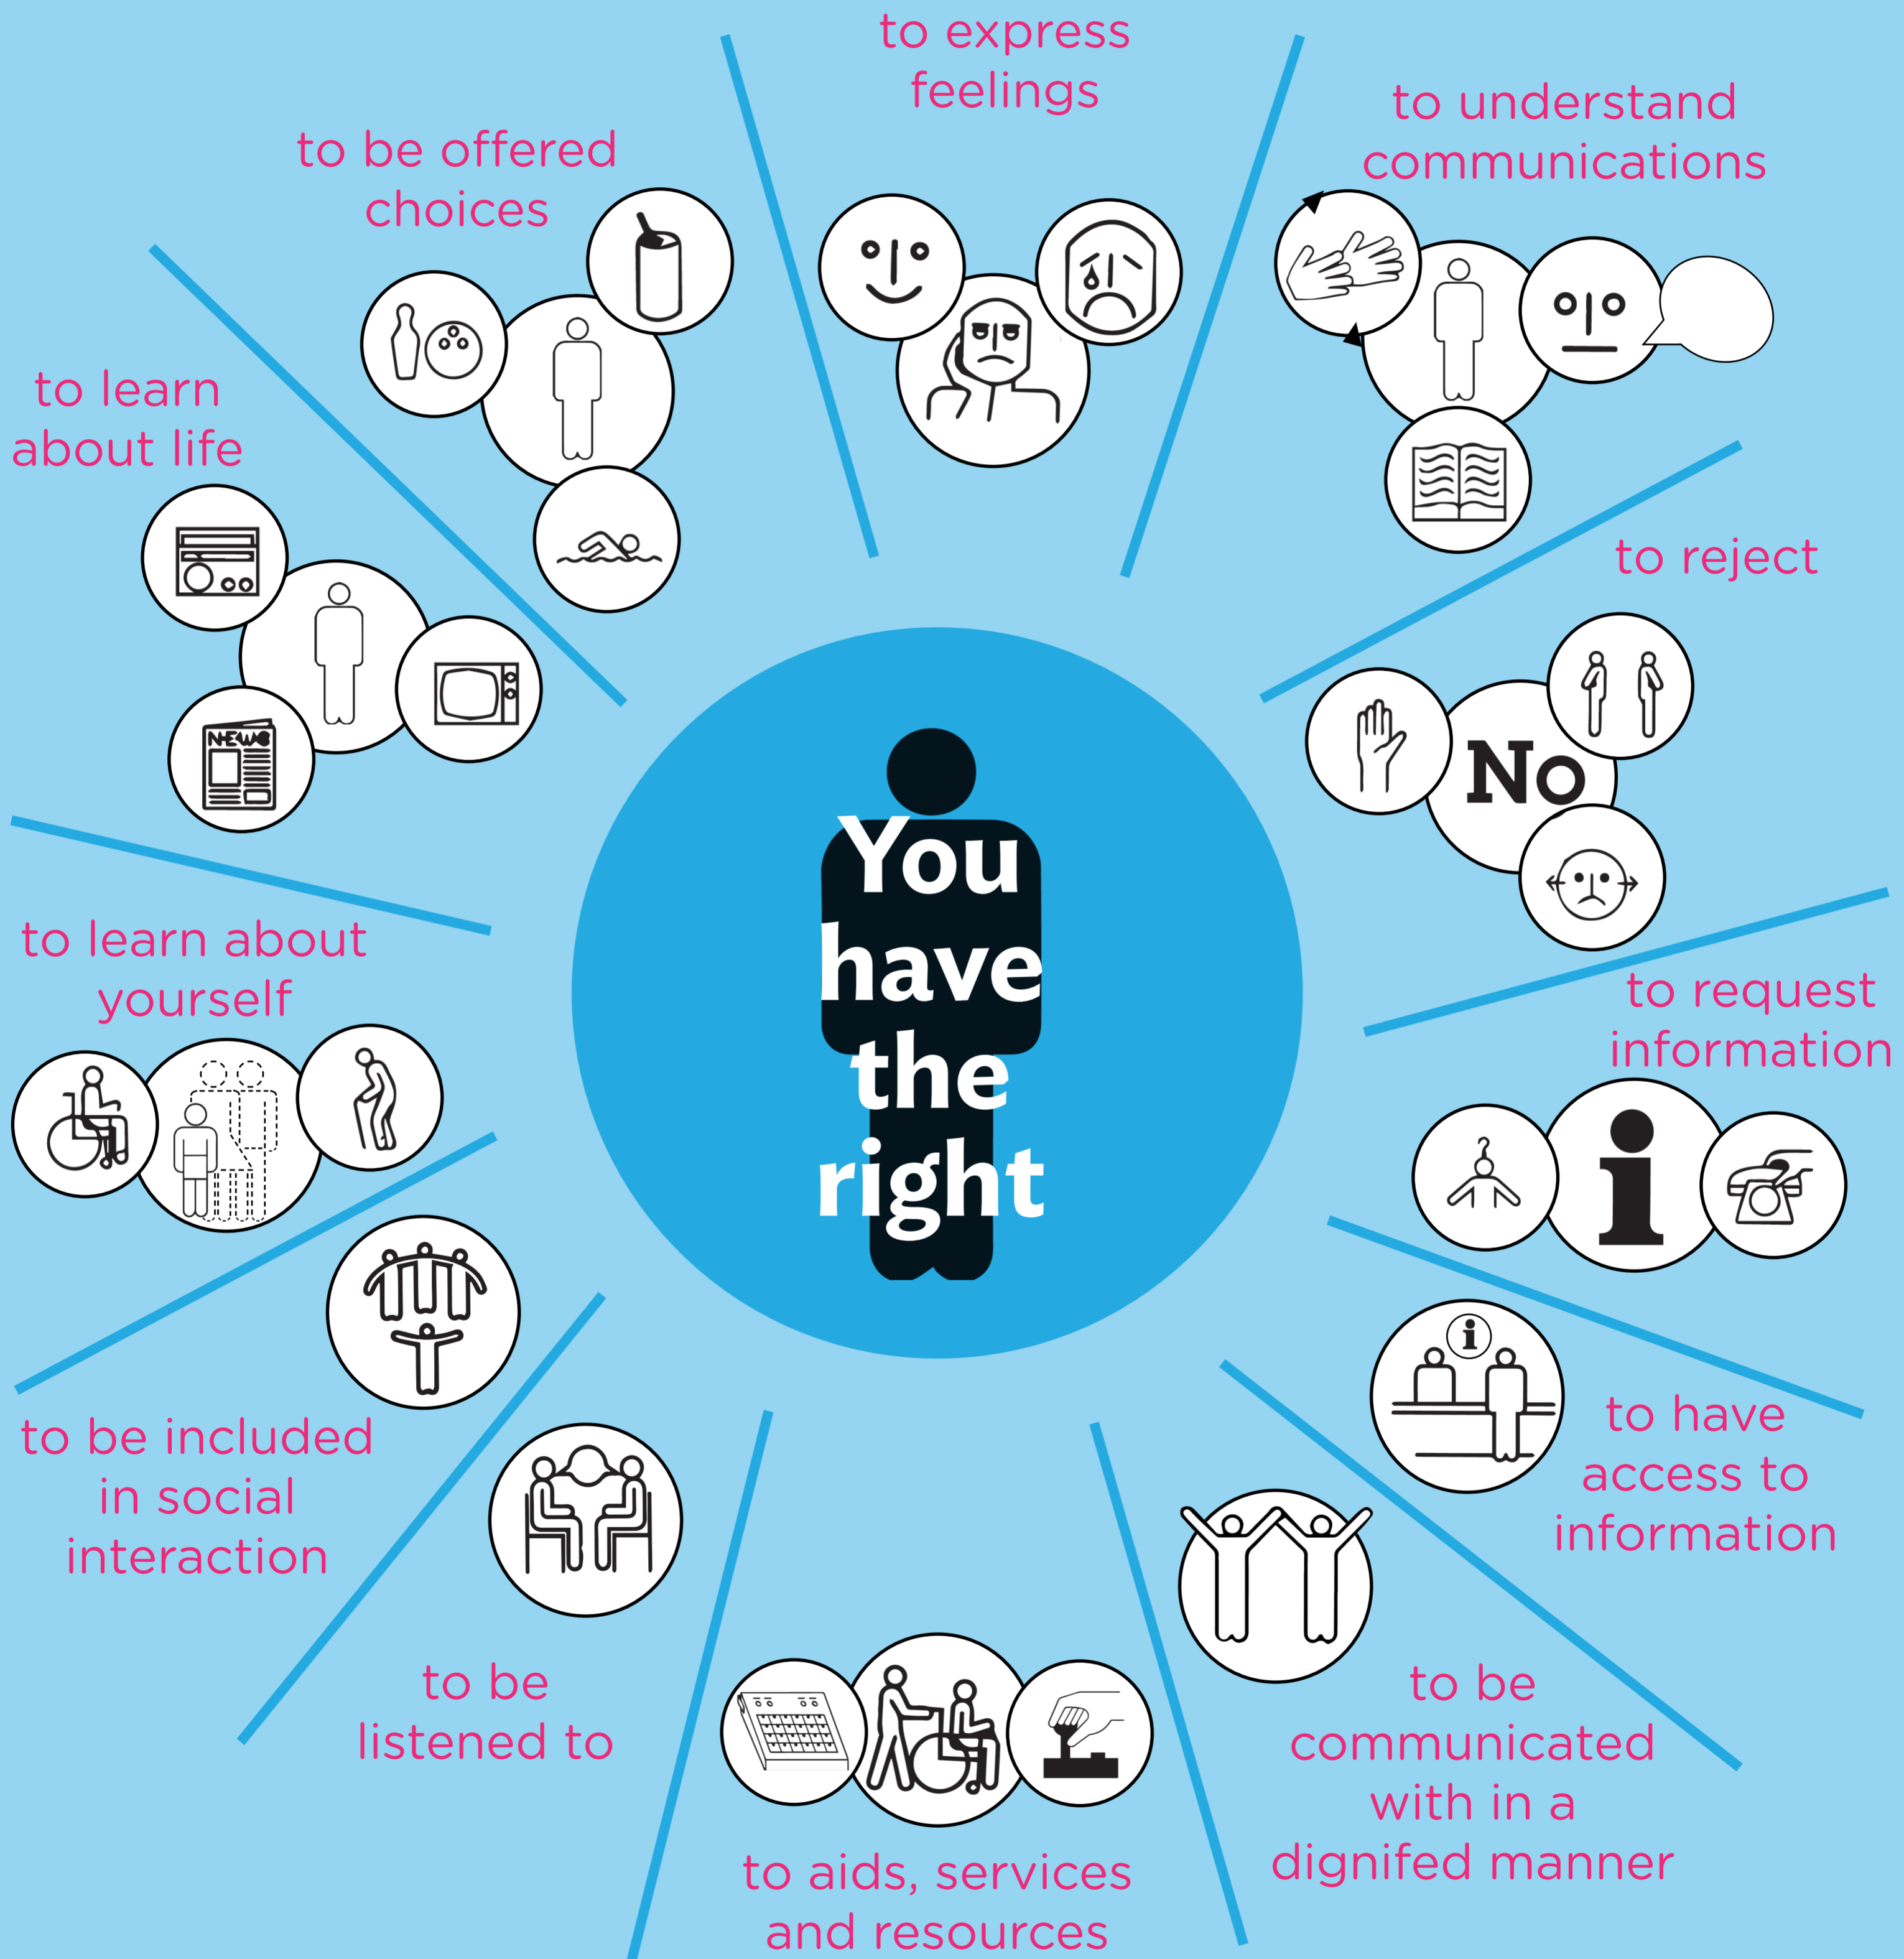 You
have
the
right
to express
feelings
to understand
communications
to reject
No
to request
information
i
i
to have
access to
information
to be
communicated
with in a
dignifed manner
to aids, services
and resources
to be
listened to
to be included
in social
interaction
to learn about
yourself
to learn
about life
NEWS
to be offered
choices